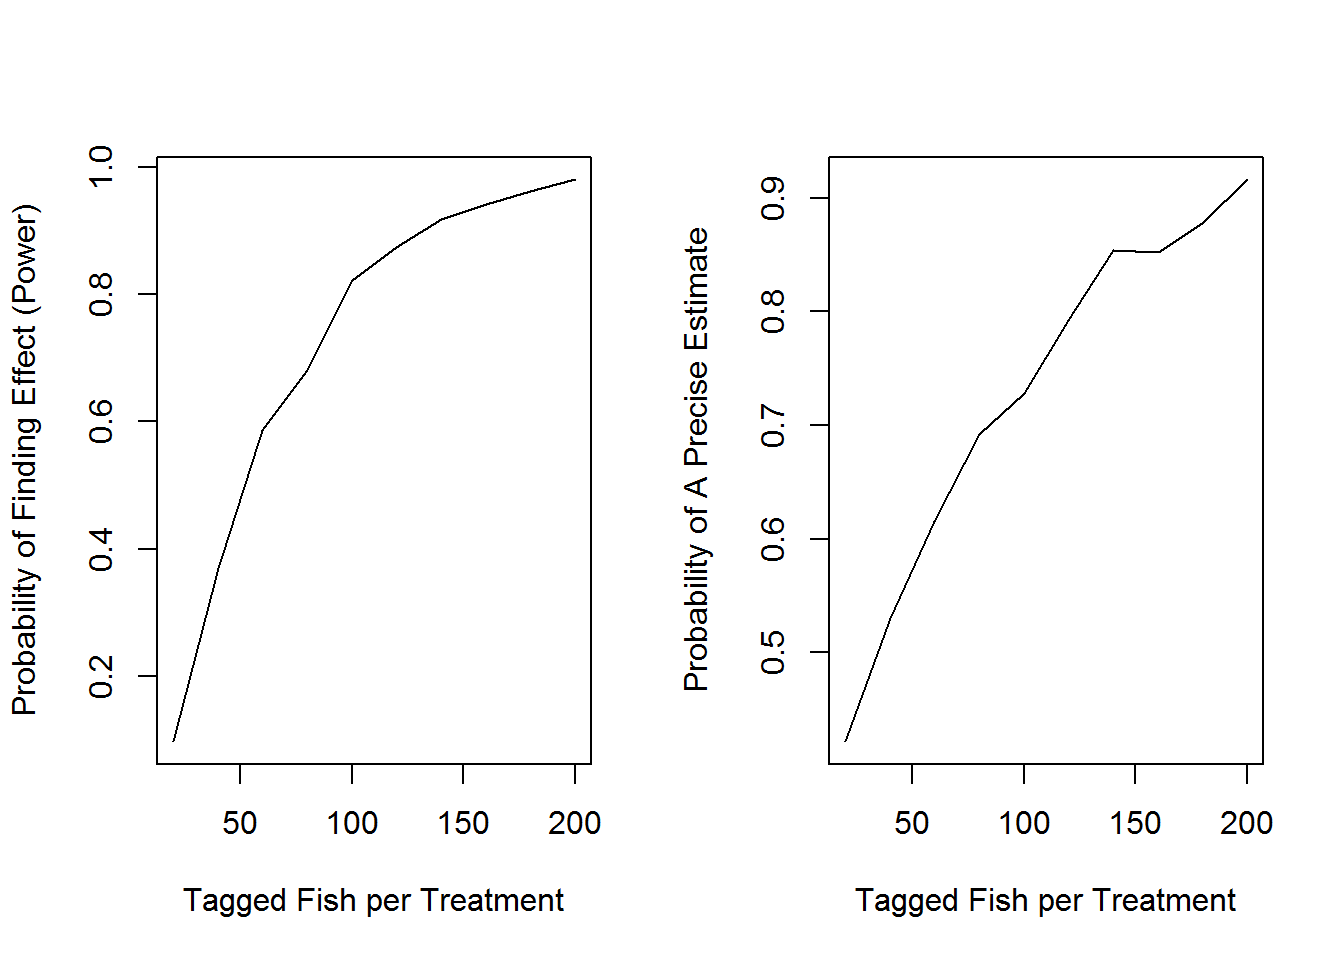 Probability of Finding Effect (Power)
1.0
0.8
0.6
0.4
0.2
50 100 150 200
Tagged Fish per Treatment
Probability of A Precise Estimate
0.9
0.8
0.7
0.6
0.5
50 100 150 200
Tagged Fish per Treatment